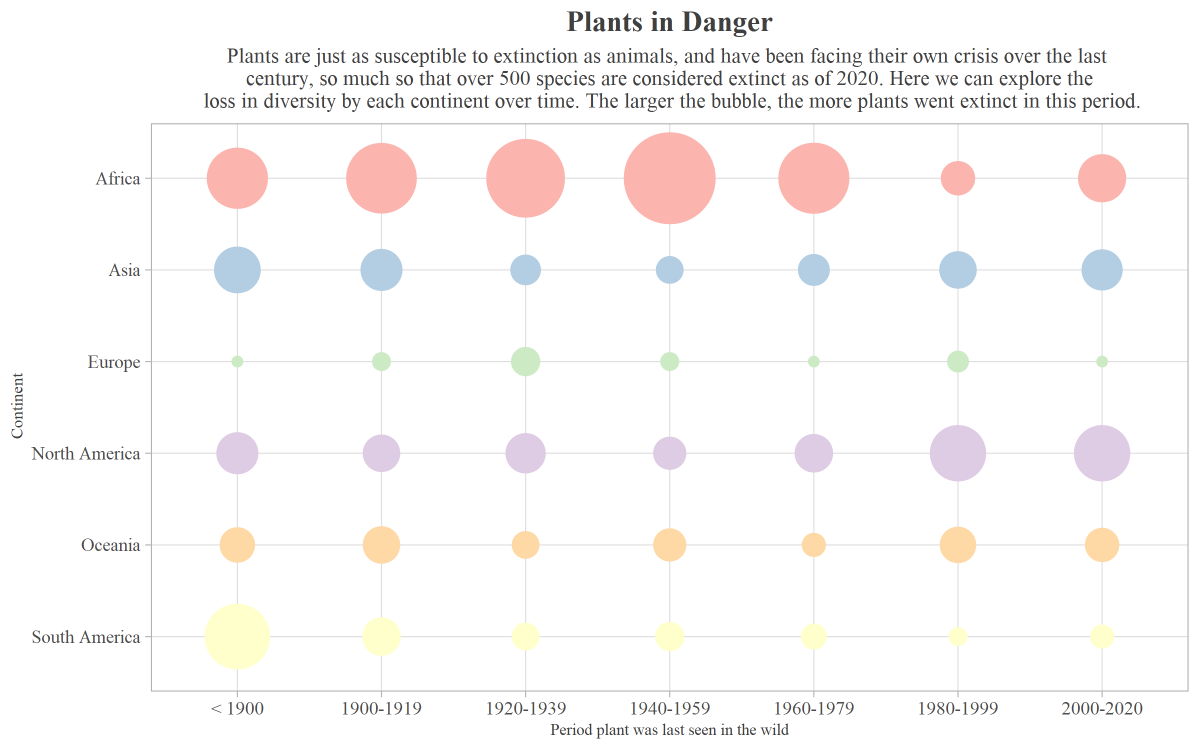 Plants in Danger
Plants are just as susceptible to extinction as animals, and have been facing their own crisis over the last
century, so much so that over 500 species are considered extinct as of 2020. Here we can explore the
loss in diversity by each continent over time. The larger the bubble, the more plants went extinct in this period.
Continent
Africa
Asia
Europe
North America
Oceania
South America
< 1900 1900-1919 1920-1939 1940-1959 1960-1979 1980-1999 2000-2020
Period plant was last seen in the wild